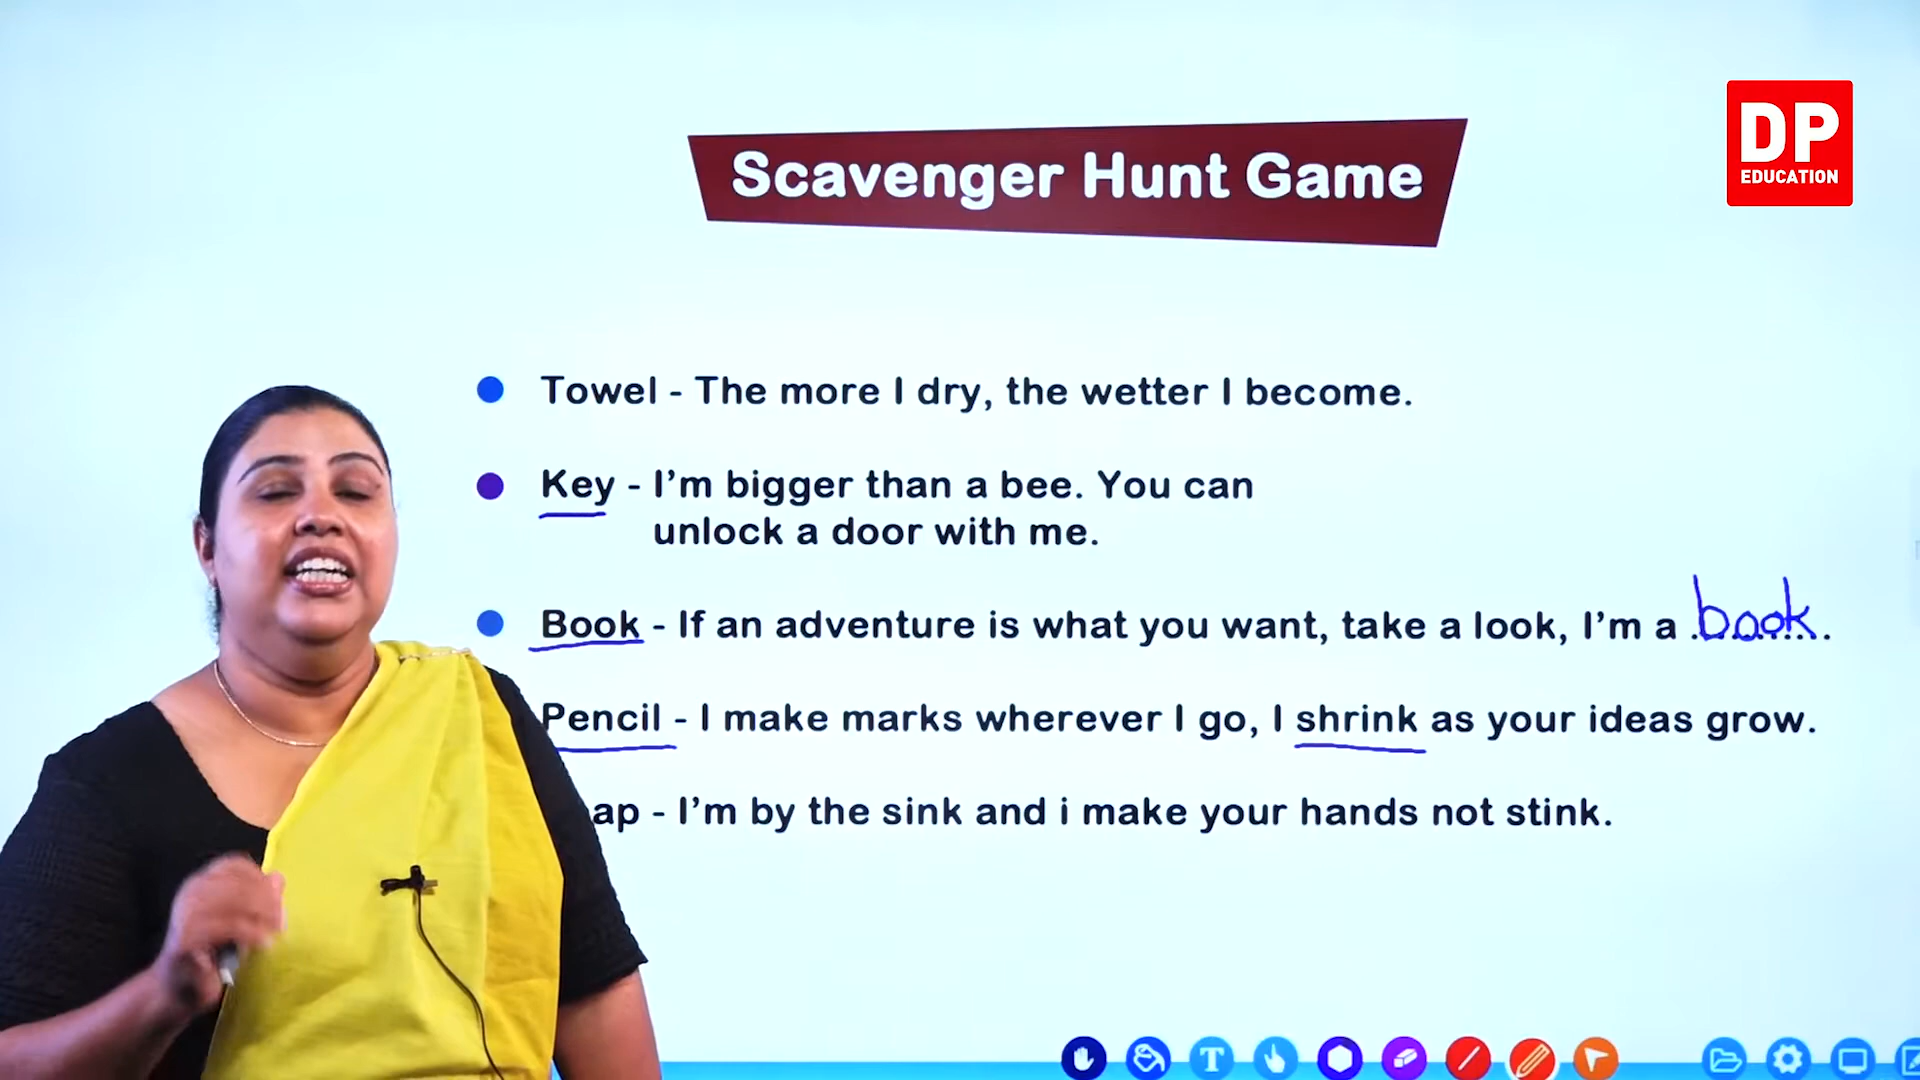 DP
EDUCATION
Scavenger Hunt Game
Towel - The more I dry, the wetter I become.
Key - I'm bigger than a bee. You can
unlock a door with me.
Book - If an adventure is what you want, take a look, I'm a book.
Pencil - I make marks wherever I go, I shrink as your ideas grow.
ap - I'm by the sink and i make your hands not stink.
T